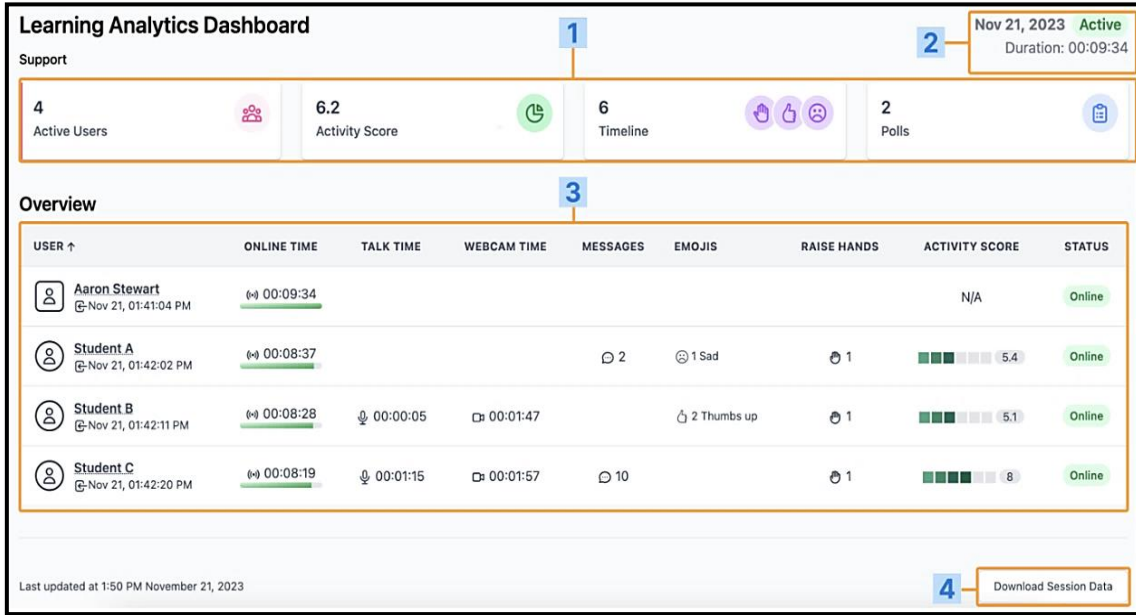 Learning Analytics Dashboard
Support
1
2
Nov 21, 2023 Active
Duration: 00:09:34
4
Active Users
6.2
Activity Score
6
Timeline
2
Polls
Overview
3
USER ↑ ONLINE TIME TALK TIME WEBCAM TIME MESSAGES EMOJIS RAISE HANDS ACTIVITY SCORE STATUS
Aaron Stewart
Nov 21, 01:41:04 PM 00:09:34 N/A Online
Student A
Nov 21, 01:42:02 PM 00:08:37 2 1 Sad 1 5.4 Online
Student B
Nov 21, 01:42:11 PM 00:08:28 00:00:05 00:01:47 2 Thumbs up 1 5.1 Online
Student C
Nov 21, 01:42:20 PM 00:08:19 00:01:15 00:01:57 10 1 8 Online
Last updated at 1:50 PM November 21, 2023
4
Download Session Data